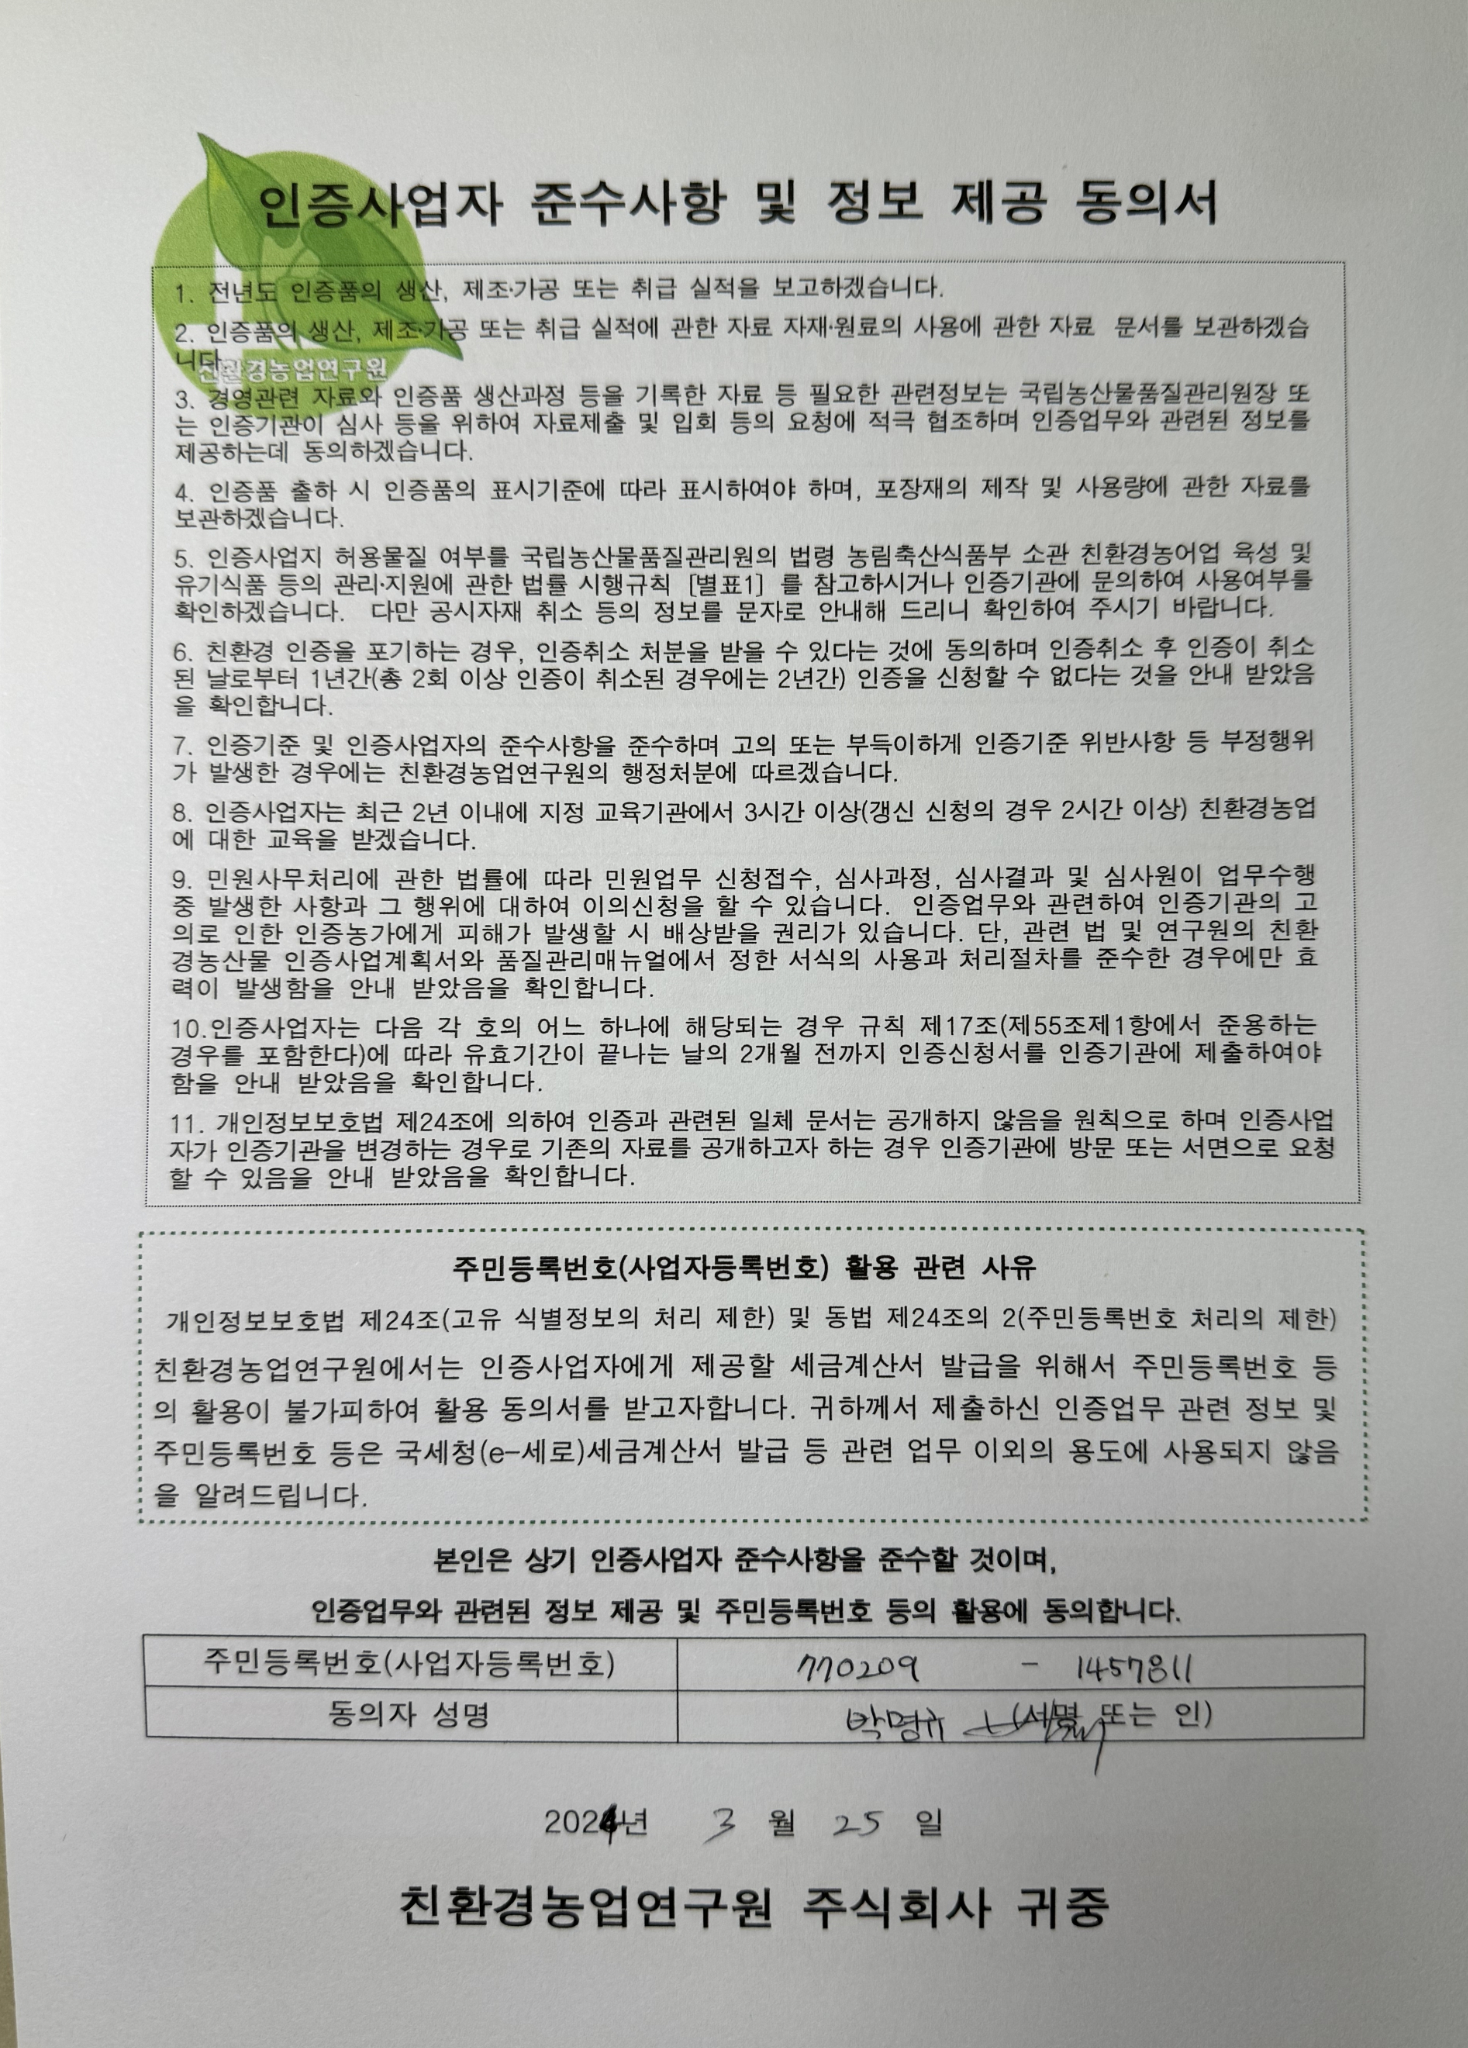 인증사업자 준수사항 및 정보 제공 동의서
1. 전년도 인증품의 생산, 제조·가공 또는 취급 실적을 보고하겠습니다.
2. 인증품의 생산, 제조·가공 또는 취급 실적에 관한 자료 자재·원료의 사용에 관한 자료 문서를 보관하겠습
니다.
친환경농업연구원
3. 경영관련 자료와 인증품 생산과정 등을 기록한 자료 등 필요한 관련정보는 국립농산물품질관리원장 또
는 인증기관이 심사 등을 위하여 자료제출 및 입회 등의 요청에 적극 협조하며 인증업무와 관련된 정보를
제공하는데 동의하겠습니다.
4. 인증품 출하 시 인증품의 표시기준에 따라 표시하여야 하며, 포장재의 제작 및 사용량에 관한 자료를
보관하겠습니다.
5. 인증사업지 허용물질 여부를 국립농산물품질관리원의 법령 농림축산식품부 소관 친환경농어업 육성 및
유기식품 등의 관리·지원에 관한 법률 시행규칙 [별표1] 를 참고하시거나 인증기관에 문의하여 사용여부를
확인하겠습니다. 다만 공시자재 취소 등의 정보를 문자로 안내해 드리니 확인하여 주시기 바랍니다.
6. 친환경 인증을 포기하는 경우, 인증취소 처분을 받을 수 있다는 것에 동의하며 인증취소 후 인증이 취소
된 날로부터 1년간(총 2회 이상 인증이 취소된 경우에는 2년간) 인증을 신청할 수 없다는 것을 안내 받았음
을 확인합니다.
7. 인증기준 및 인증사업자의 준수사항을 준수하며 고의 또는 부득이하게 인증기준 위반사항 등 부정행위
가 발생한 경우에는 친환경농업연구원의 행정처분에 따르겠습니다.
8. 인증사업자는 최근 2년 이내에 지정 교육기관에서 3시간 이상(갱신 신청의 경우 2시간 이상) 친환경농업
에 대한 교육을 받겠습니다.
9. 민원사무처리에 관한 법률에 따라 민원업무 신청접수, 심사과정, 심사결과 및 심사원이 업무수행
중 발생한 사항과 그 행위에 대하여 이의신청을 할 수 있습니다. 인증업무와 관련하여 인증기관의 고
의로 인한 인증농가에게 피해가 발생할 시 배상받을 권리가 있습니다. 단, 관련 법 및 연구원의 친환
경농산물 인증사업계획서와 품질관리매뉴얼에서 정한 서식의 사용과 처리절차를 준수한 경우에만 효
력이 발생함을 안내 받았음을 확인합니다.
10.인증사업자는 다음 각 호의 어느 하나에 해당되는 경우 규칙 제17조(제55조제1항에서 준용하는
경우를 포함한다)에 따라 유효기간이 끝나는 날의 2개월 전까지 인증신청서를 인증기관에 제출하여야
함을 안내 받았음을 확인합니다.
11. 개인정보보호법 제24조에 의하여 인증과 관련된 일체 문서는 공개하지 않음을 원칙으로 하며 인증사업
자가 인증기관을 변경하는 경우로 기존의 자료를 공개하고자 하는 경우 인증기관에 방문 또는 서면으로 요청
할 수 있음을 안내 받았음을 확인합니다.
주민등록번호(사업자등록번호) 활용 관련 사유
개인정보보호법 제24조(고유 식별정보의 처리 제한) 및 동법 제24조의 2(주민등록번호 처리의 제한)
친환경농업연구원에서는 인증사업자에게 제공할 세금계산서 발급을 위해서 주민등록번호 등
의 활용이 불가피하여 활용 동의서를 받고자합니다. 귀하께서 제출하신 인증업무 관련 정보 및
주민등록번호 등은 국세청(e-세로)세금계산서 발급 등 관련 업무 이외의 용도에 사용되지 않음
을 알려드립니다.
본인은 상기 인증사업자 준수사항을 준수할 것이며,
인증업무와 관련된 정보 제공 및 주민등록번호 등의 활용에 동의합니다.
주민등록번호(사업자등록번호) 770209 - 1457811
동의자 성명 박명규 (서명 또는 인)
2024년 3 월 25 일
친환경농업연구원 주식회사 귀중